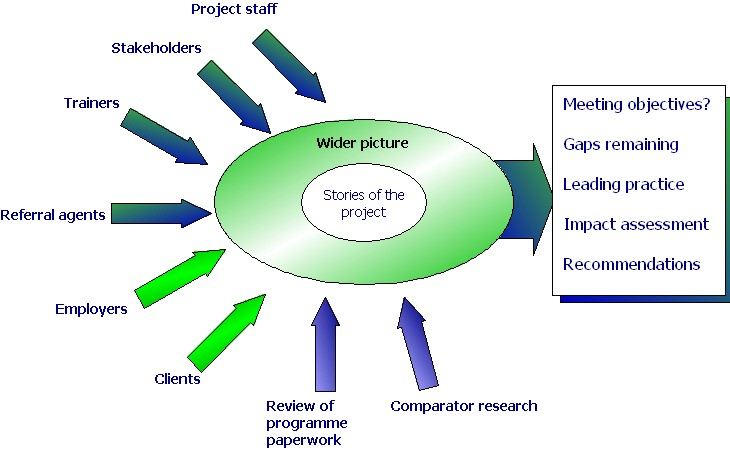 Project staff
Stakeholders
Trainers
Referral agents
Employers
Clients
Review of
programme
paperwork
Comparator research
Wider picture
Stories of the
project
Meeting objectives?
Gaps remaining
Leading practice
Impact assessment
Recommendations